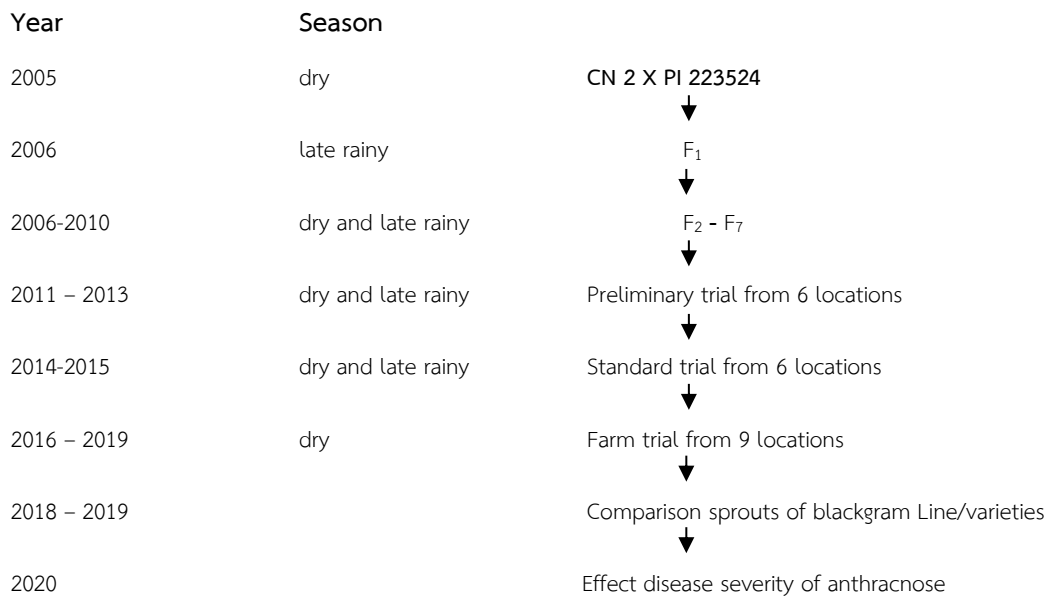 Year Season
2005 dry CN 2 X PI 223524
2006 late rainy F₁
2006-2010 dry and late rainy F₂ - F₇
2011 – 2013 dry and late rainy Preliminary trial from 6 locations
2014-2015 dry and late rainy Standard trial from 6 locations
2016 – 2019 dry Farm trial from 9 locations
2018 – 2019 Comparison sprouts of blackgram Line/varieties
2020 Effect disease severity of anthracnose